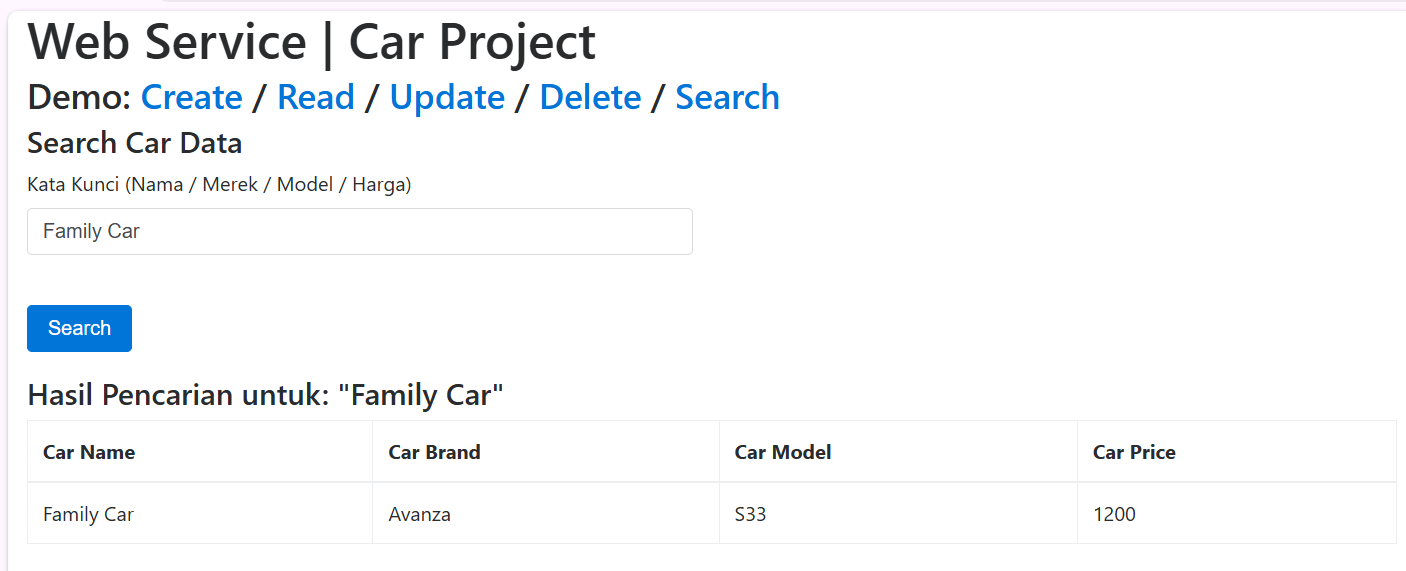 Web Service | Car Project
Demo: Create / Read / Update / Delete / Search
Search Car Data
Kata Kunci (Nama / Merek / Model / Harga)
Family Car
Search
Hasil Pencarian untuk: "Family Car"
Car Name Car Brand Car Model Car Price
Family Car Avanza S33 1200